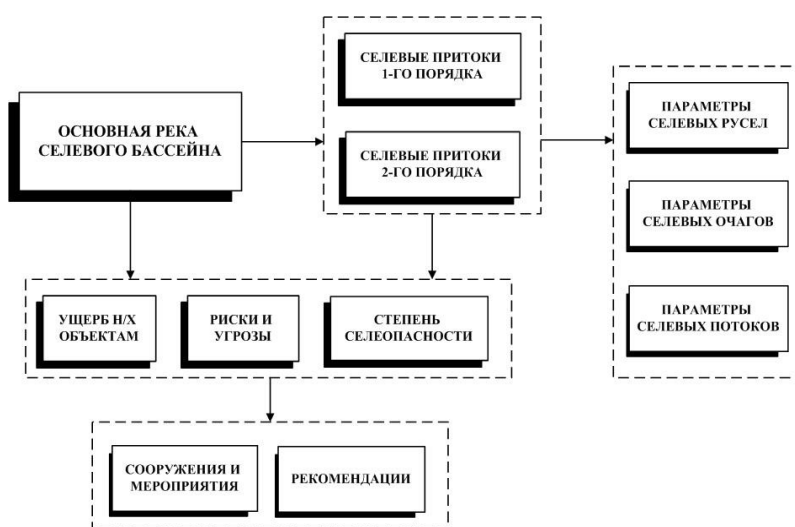 ОСНОВНАЯ РЕКА
СЕЛЕВОГО БАССЕЙНА
СЕЛЕВЫЕ ПРИТОКИ
1-ГО ПОРЯДКА
СЕЛЕВЫЕ ПРИТОКИ
2-ГО ПОРЯДКА
ПАРАМЕТРЫ
СЕЛЕВЫХ РУСЕЛ
ПАРАМЕТРЫ
СЕЛЕВЫХ ОЧАГОВ
ПАРАМЕТРЫ
СЕЛЕВЫХ ПОТОКОВ
УЩЕРБ Н/Х
ОБЪЕКТАМ
РИСКИ И
УГРОЗЫ
СТЕПЕНЬ
СЕЛЕОПАСНОСТИ
СООРУЖЕНИЯ И
МЕРОПРИЯТИЯ
РЕКОМЕНДАЦИИ